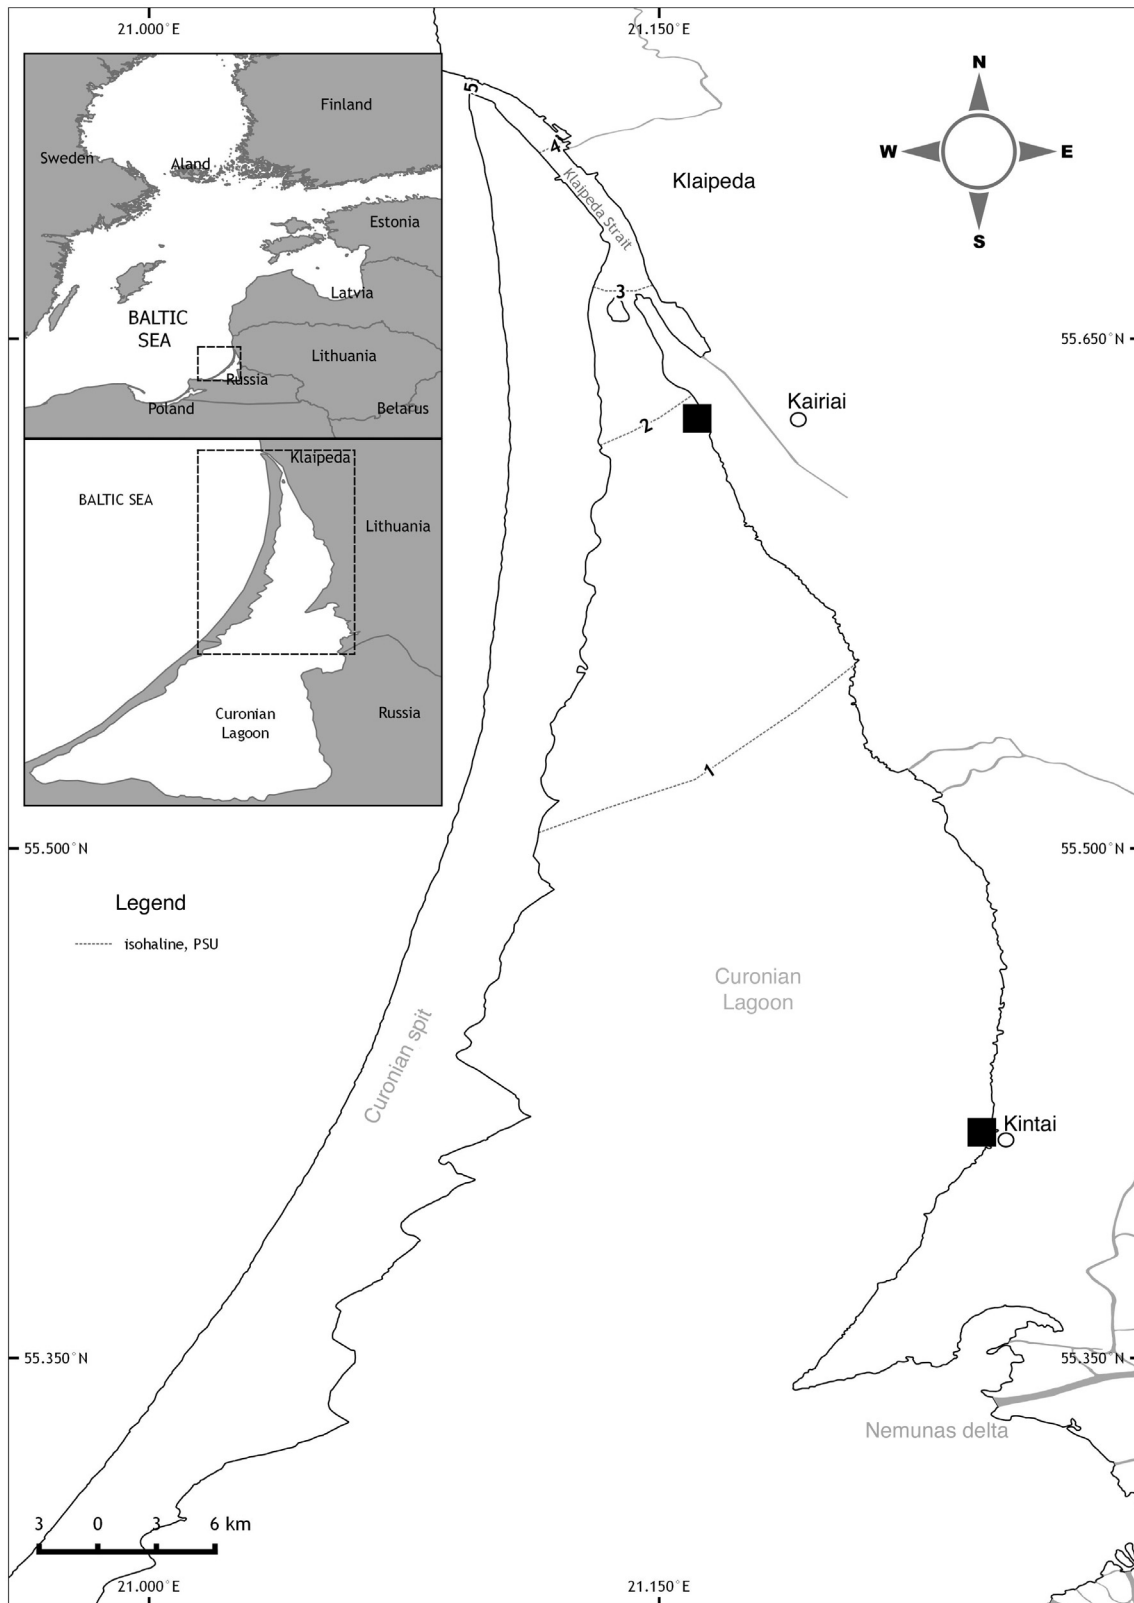 21.000°E
21.150°E
N
W
E
S
Finland
Sweden
Aland
Estonia
Latvia
BALTIC
SEA
Lithuania
Russia
Poland
Belarus
Klaipeda
BALTIC SEA
Lithuania
Curonian
Lagoon
Russia
5
4
Klaipeda Strait
Klaipeda
3
55.650°N
Kairiai
2
1
55.500°N
55.500°N
Legend
isohaline, PSU
Curonian
Lagoon
Curonian spit
Kintai
55.350°N
55.350°N
Nemunas delta
3 0 3 6 km
21.000°E
21.150°E